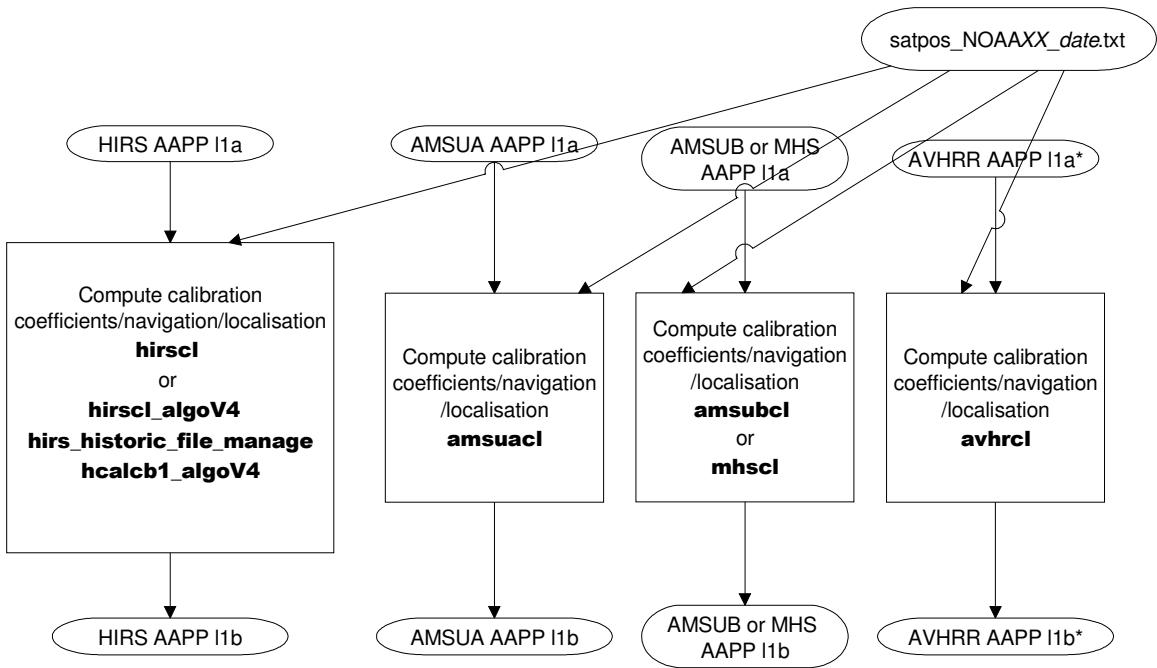 satpos_NOAAXX_date.txt
HIRS AAPP l1a
AMSUA AAPP l1a
AMSUB or MHS
AAPP l1a
AVHRR AAPP l1a*
Compute calibration
coefficients/navigation/localisation
hirscl
or
hirscl_algoV4
hirs_historic_file_manage
hcalcb1_algoV4
Compute calibration
coefficients/navigation
/localisation
amsuacl
Compute calibration
coefficients/navigation
/localisation
amsubcl
or
mhscl
Compute calibration
coefficients/navigation
/localisation
avhrcl
HIRS AAPP l1b
AMSUA AAPP l1b
AMSUB or MHS
AAPP l1b
AVHRR AAPP l1b*